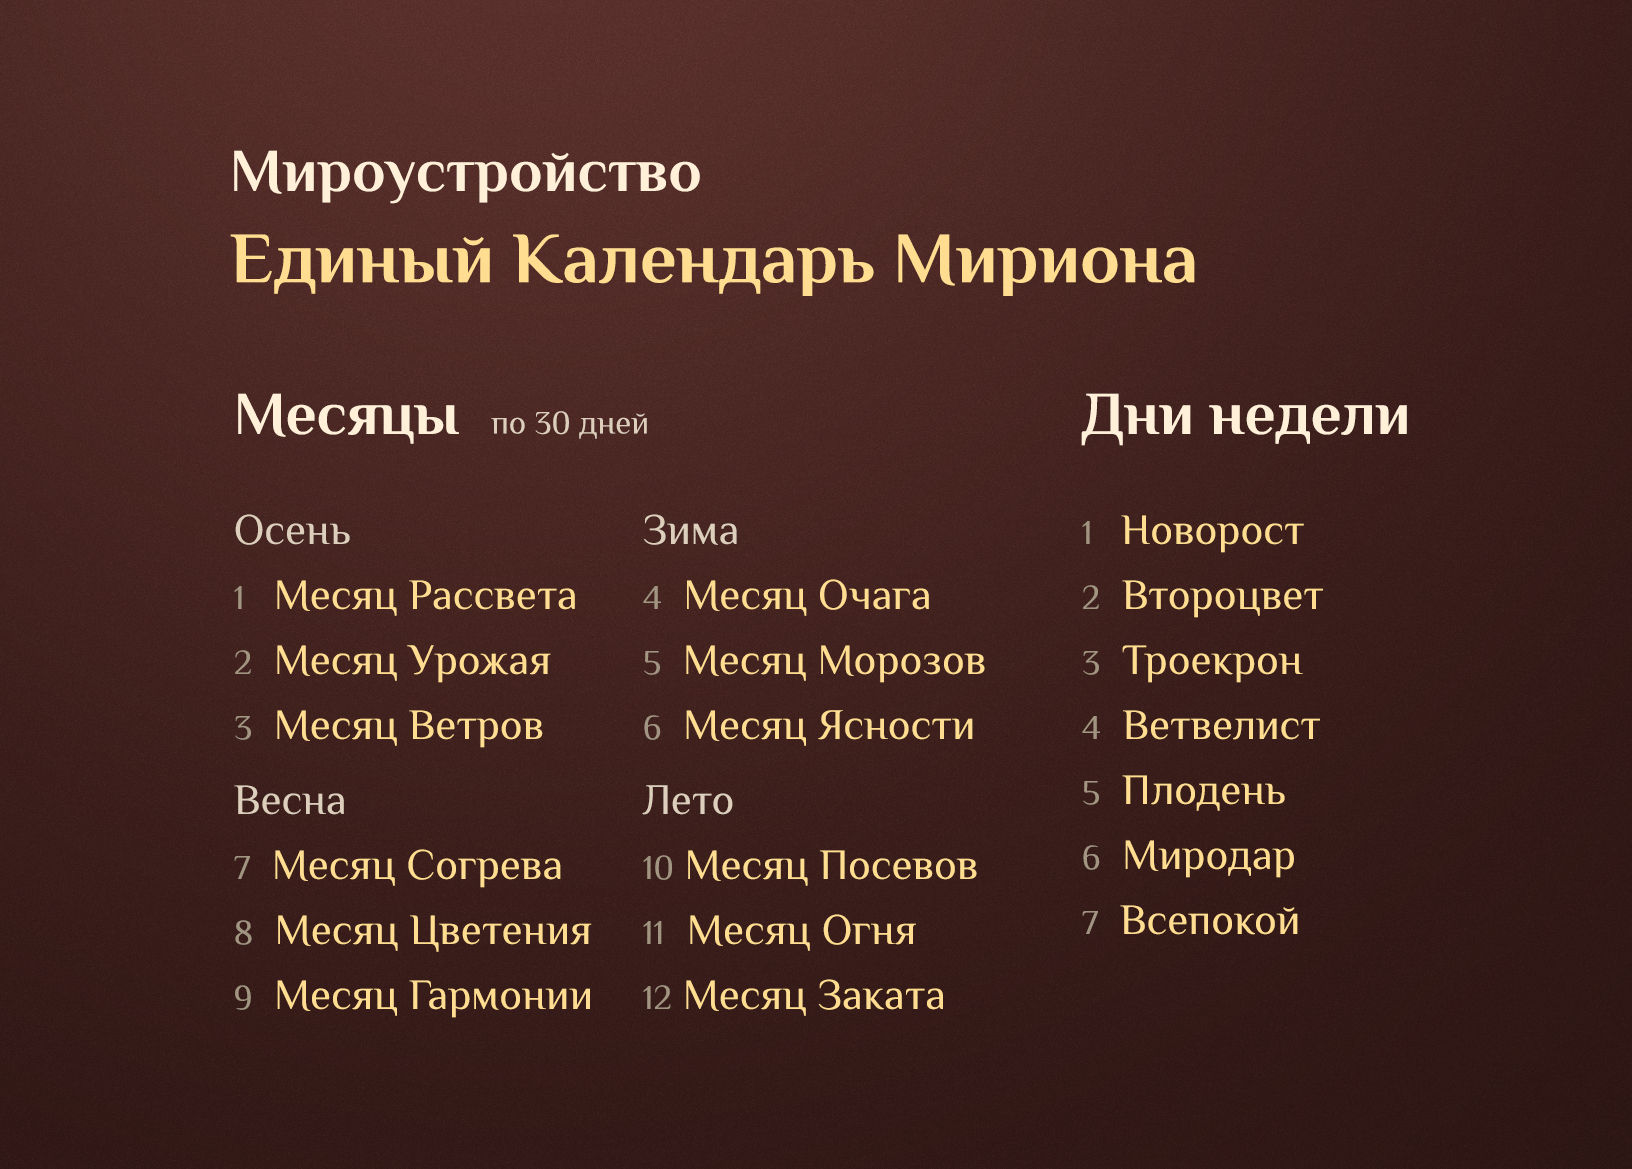 Мироустройство
Единый Календарь Мириона
Месяцы по 30 дней
Осень
1 Месяц Рассвета
2 Месяц Урожая
3 Месяц Ветров
Зима
4 Месяц Очага
5 Месяц Морозов
6 Месяц Ясности
Весна
7 Месяц Согрева
8 Месяц Цветения
9 Месяц Гармонии
Лето
10 Месяц Посевов
11 Месяц Огня
12 Месяц Заката
Дни недели
1 Новорост
2 Второцвет
3 Троекрон
4 Ветвелист
5 Плодень
6 Миродар
7 Всепокой